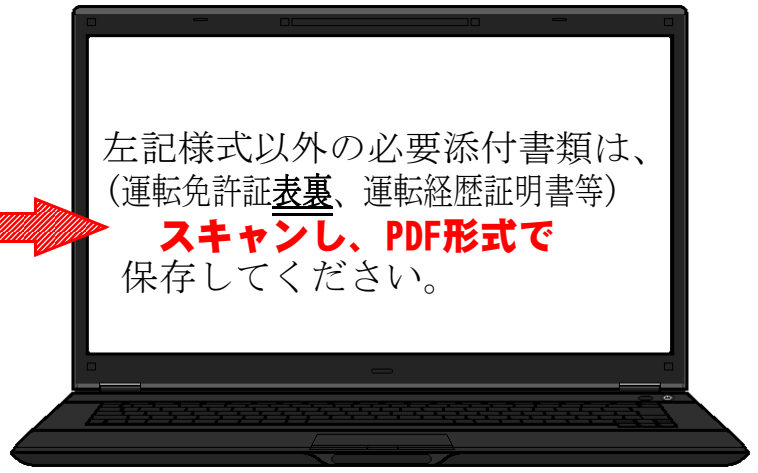 左記様式以外の必要添付書類は、
（運転免許証表裏、運転経歴証明書等）
スキャンし、PDF形式で
保存してください。